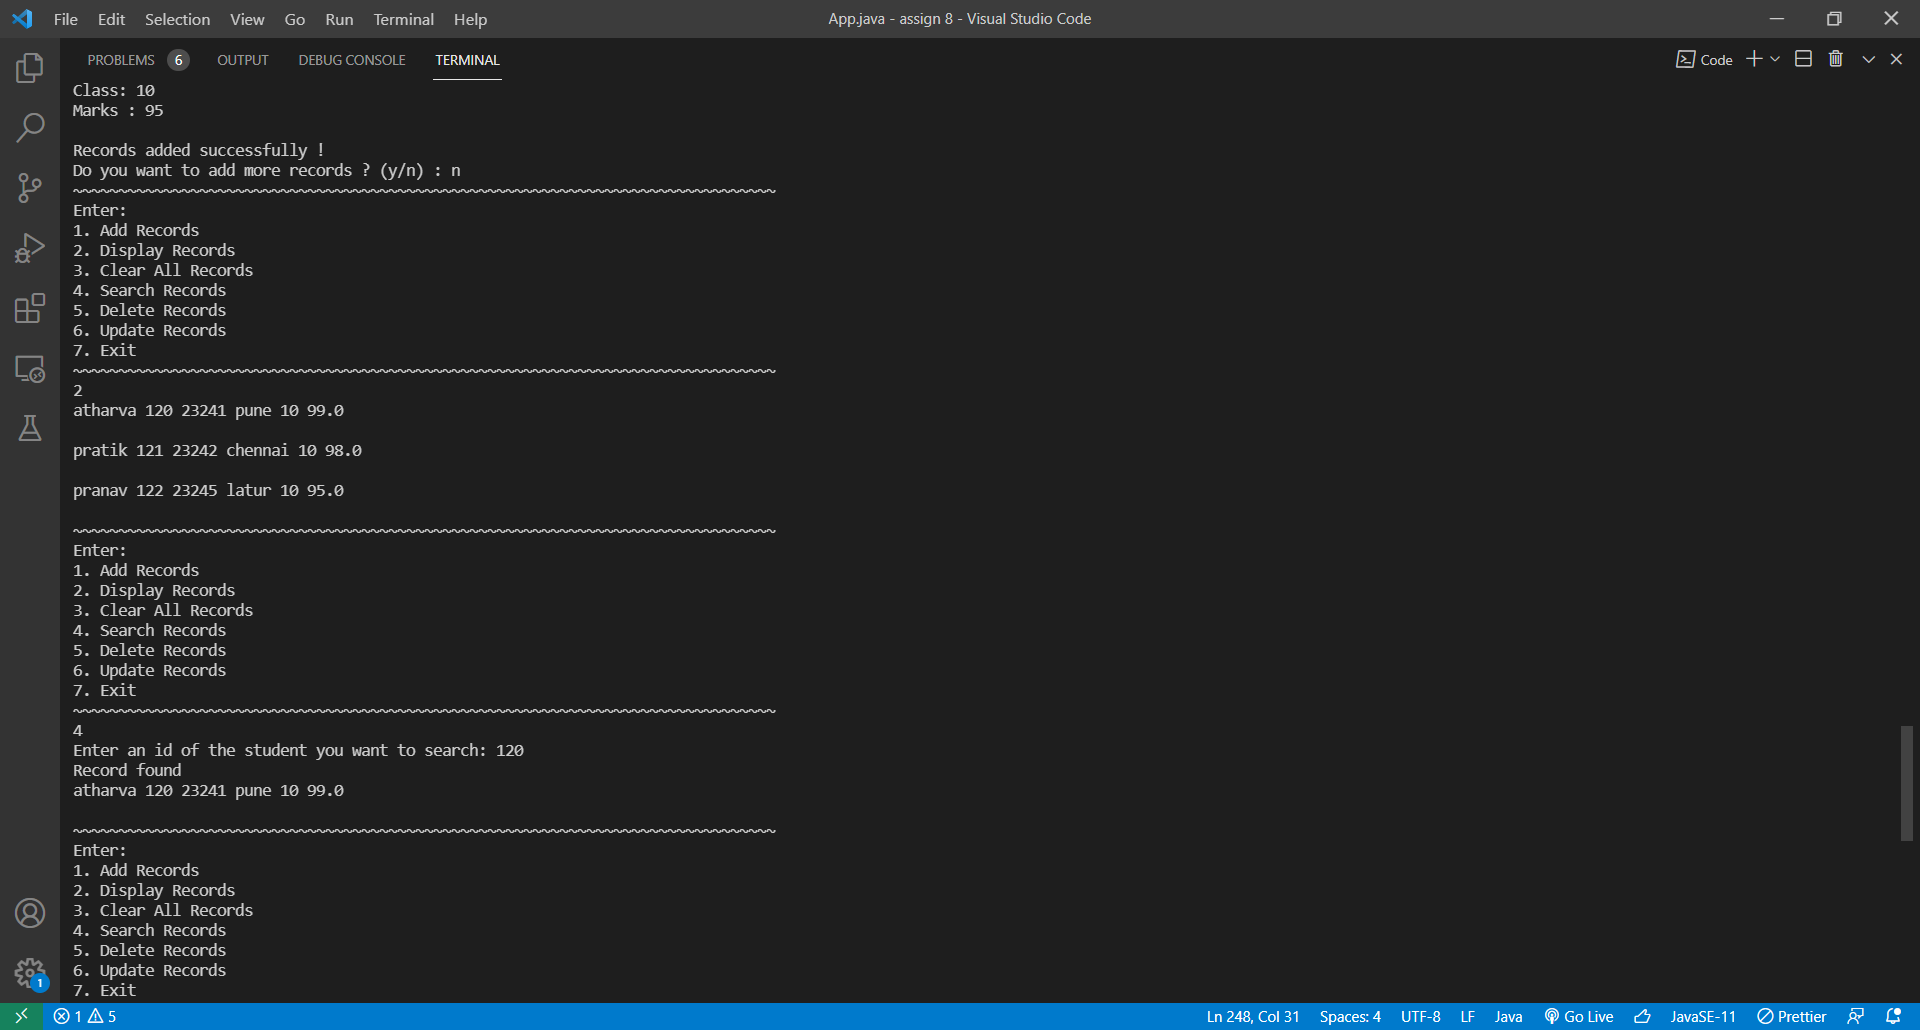 File Edit Selection View Go Run Terminal Help App.java - assign 8 - Visual Studio Code
PROBLEMS 6 OUTPUT DEBUG CONSOLE TERMINAL Code
Class: 10
Marks : 95
Records added successfully !
Do you want to add more records ? (y/n) : n
~~~~~~~~~~~~~~~~~~~~~~~~~~~~~~~~~~~~~~~~~~~~~~~~~~~~~~~~~~~~~~~~~~~~~~~~~~~~~~
Enter:
1. Add Records
2. Display Records
3. Clear All Records
4. Search Records
5. Delete Records
6. Update Records
7. Exit
~~~~~~~~~~~~~~~~~~~~~~~~~~~~~~~~~~~~~~~~~~~~~~~~~~~~~~~~~~~~~~~~~~~~~~~~~~~~~~
2
atharva 120 23241 pune 10 99.0
pratik 121 23242 chennai 10 98.0
pranav 122 23245 latur 10 95.0
~~~~~~~~~~~~~~~~~~~~~~~~~~~~~~~~~~~~~~~~~~~~~~~~~~~~~~~~~~~~~~~~~~~~~~~~~~~~~~
Enter:
1. Add Records
2. Display Records
3. Clear All Records
4. Search Records
5. Delete Records
6. Update Records
7. Exit
~~~~~~~~~~~~~~~~~~~~~~~~~~~~~~~~~~~~~~~~~~~~~~~~~~~~~~~~~~~~~~~~~~~~~~~~~~~~~~
4
Enter an id of the student you want to search: 120
Record found
atharva 120 23241 pune 10 99.0
~~~~~~~~~~~~~~~~~~~~~~~~~~~~~~~~~~~~~~~~~~~~~~~~~~~~~~~~~~~~~~~~~~~~~~~~~~~~~~
Enter:
1. Add Records
2. Display Records
3. Clear All Records
4. Search Records
5. Delete Records
6. Update Records
7. Exit
1
1 5 Ln 248, Col 31 Spaces: 4 UTF-8 LF Java Go Live JavaSE-11 Prettier